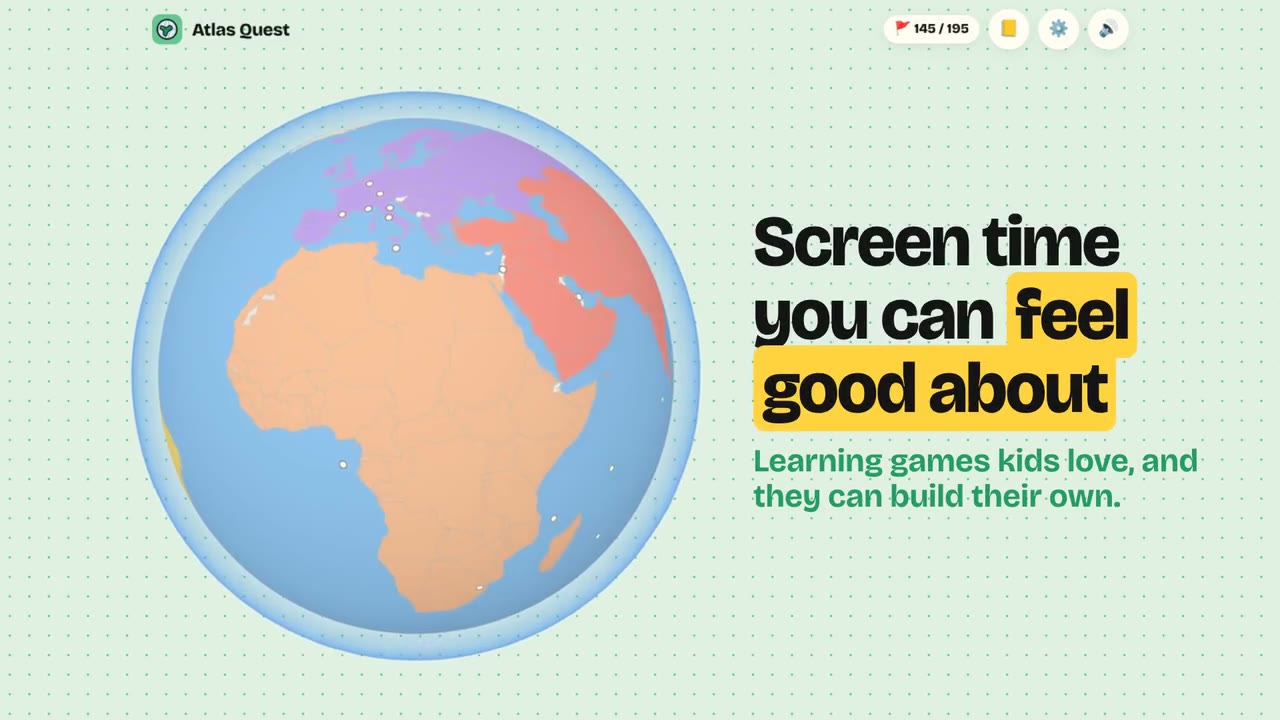 Atlas Quest
145 / 195
Screen time
you can feel
good about
Learning games kids love, and
they can build their own.